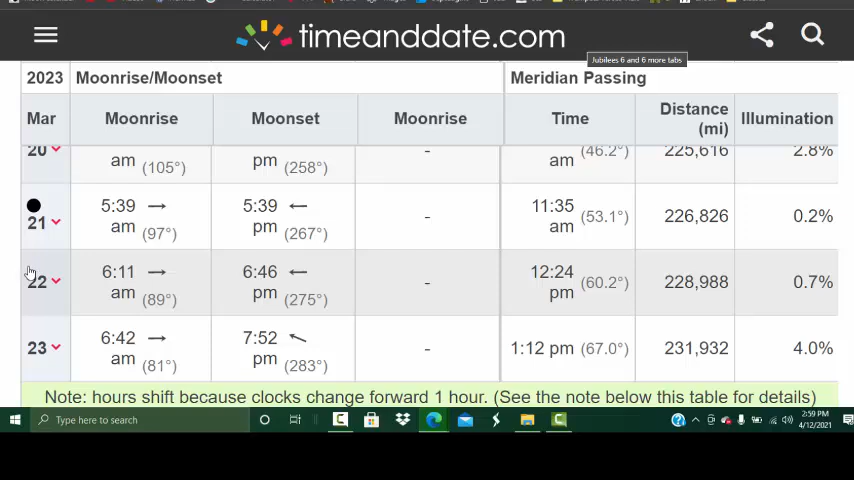 timeanddate.com
Jubilees 6 and 6 more tabs
2023 Moonrise/Moonset Meridian Passing
Mar Moonrise Moonset Moonrise Time Distance (mi) Illumination
20 am (105°) pm (258°) - am (46.2°) 225,616 2.8%
21 5:39 am → (97°) 5:39 pm ← (267°) - 11:35 am (53.1°) 226,826 0.2%
22 6:11 am → (89°) 6:46 pm ← (275°) - 12:24 pm (60.2°) 228,988 0.7%
23 6:42 am → (81°) 7:52 pm ↖ (283°) - 1:12 pm (67.0°) 231,932 4.0%
Note: hours shift because clocks change forward 1 hour. (See the note below this table for details)
Type here to search
2:59 PM
4/12/2021